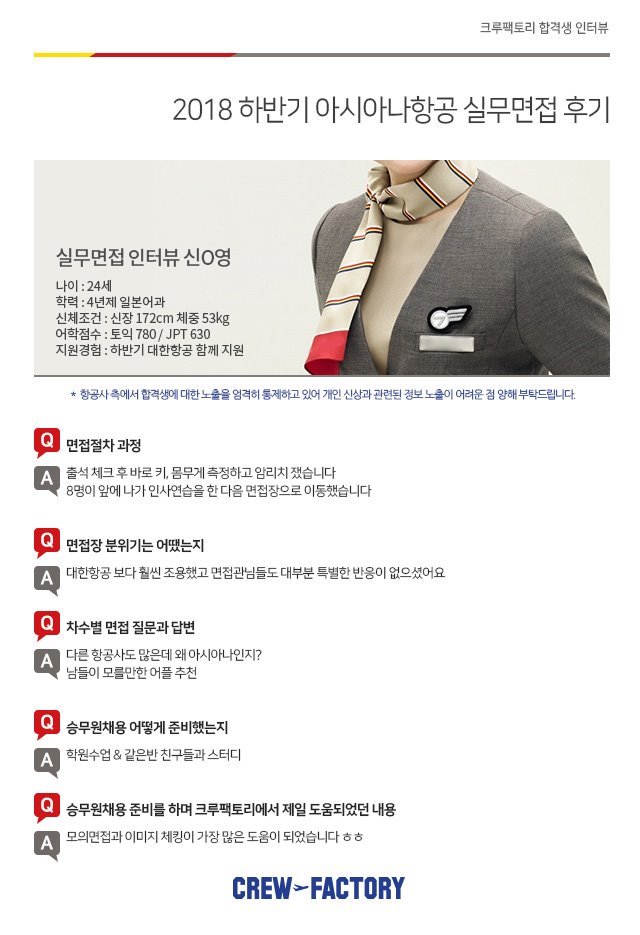 크루팩토리 합격생 인터뷰
2018 하반기 아시아나항공 실무면접 후기
실무면접 인터뷰 신O영
나이 : 24세
학력 : 4년제 일본어과
신체조건 : 신장 172cm 체중 53kg
어학점수 : 토익 780 / JPT 630
지원경험 : 하반기 대한항공 함께 지원
* 항공사 측에서 합격생에 대한 노출을 엄격히 통제하고 있어 개인 신상과 관련된 정보 노출이 어려운 점 양해 부탁드립니다.
Q 면접절차 과정
A 출석 체크 후 바로 키, 몸무게 측정하고 암리치 쟀습니다
8명이 앞에 나가 인사연습을 한 다음 면접장으로 이동했습니다
Q 면접장 분위기는 어땠는지
A 대한항공 보다 훨씬 조용했고 면접관님들도 대부분 특별한 반응이 없으셨어요
Q 차수별 면접 질문과 답변
A 다른 항공사도 많은데 왜 아시아나인지?
남들이 모를만한 어플 추천
Q 승무원채용 어떻게 준비했는지
A 학원수업 & 같은반 친구들과 스터디
Q 승무원채용 준비를 하며 크루팩토리에서 제일 도움되었던 내용
A 모의면접과 이미지 체킹이 가장 많은 도움이 되었습니다 ㅎㅎ
CREW FACTORY